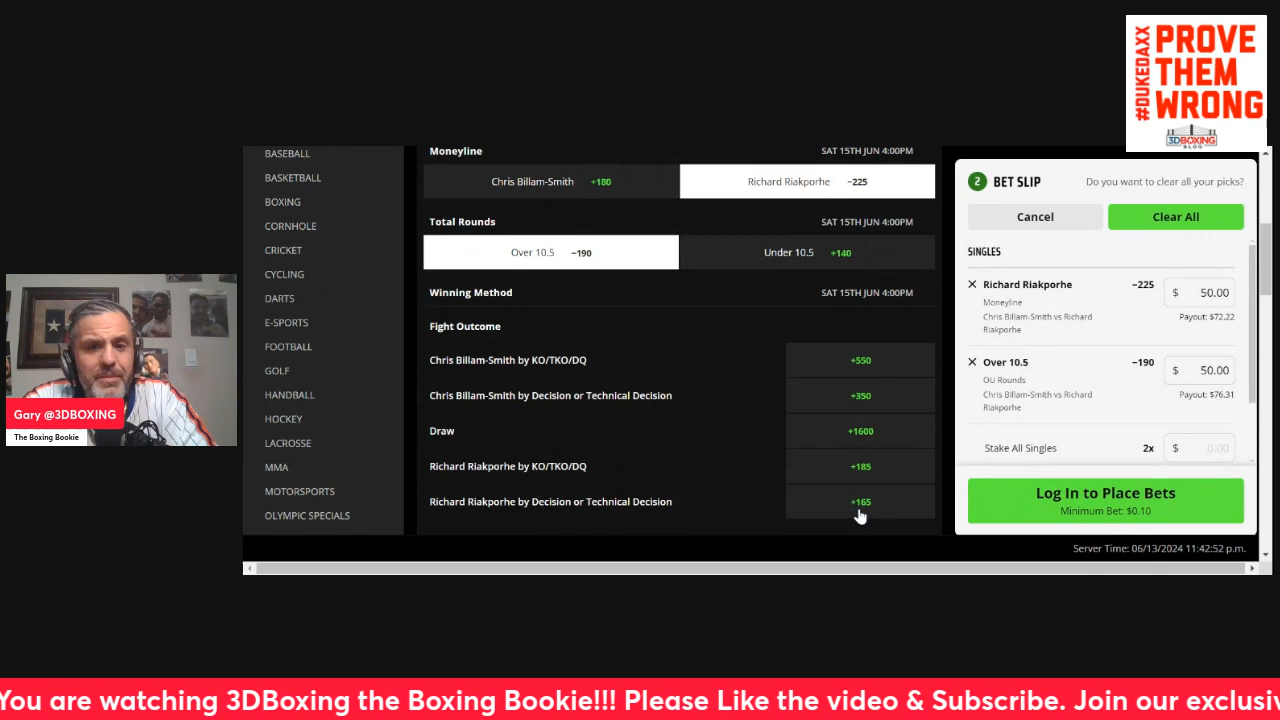 #DUKEDAXX
PROVE
THEM
WRONG
3DBOXING
BLOG
BASEBALL
BASKETBALL
BOXING
CORNHOLE
CRICKET
CYCLING
DARTS
E-SPORTS
FOOTBALL
GOLF
HANDBALL
HOCKEY
LACROSSE
MMA
MOTORSPORTS
OLYMPIC SPECIALS
Moneyline SAT 15TH JUN 4:00PM
Chris Billam-Smith +180 Richard Riakporhe −225
Total Rounds SAT 15TH JUN 4:00PM
Over 10.5 −190 Under 10.5 +140
Winning Method SAT 15TH JUN 4:00PM
Fight Outcome
Chris Billam-Smith by KO/TKO/DQ +550
Chris Billam-Smith by Decision or Technical Decision +350
Draw +1600
Richard Riakporhe by KO/TKO/DQ +185
Richard Riakporhe by Decision or Technical Decision +165
2 BET SLIP Do you want to clear all your picks?
Cancel Clear All
SINGLES
Richard Riakporhe −225 $ 50.00
Moneyline
Chris Billam-Smith vs Richard Payout: $72.22
Riakporhe
Over 10.5 −190 $ 50.00
OU Rounds
Chris Billam-Smith vs Richard Payout: $76.31
Riakporhe
Stake All Singles 2x $ 0.00
Log In to Place Bets
Minimum Bet: $0.10
Server Time: 06/13/2024 11:42:52 p.m.
Gary @3DBOXING
The Boxing Bookie
You are watching 3DBoxing the Boxing Bookie!!! Please Like the video & Subscribe. Join our exclusiv